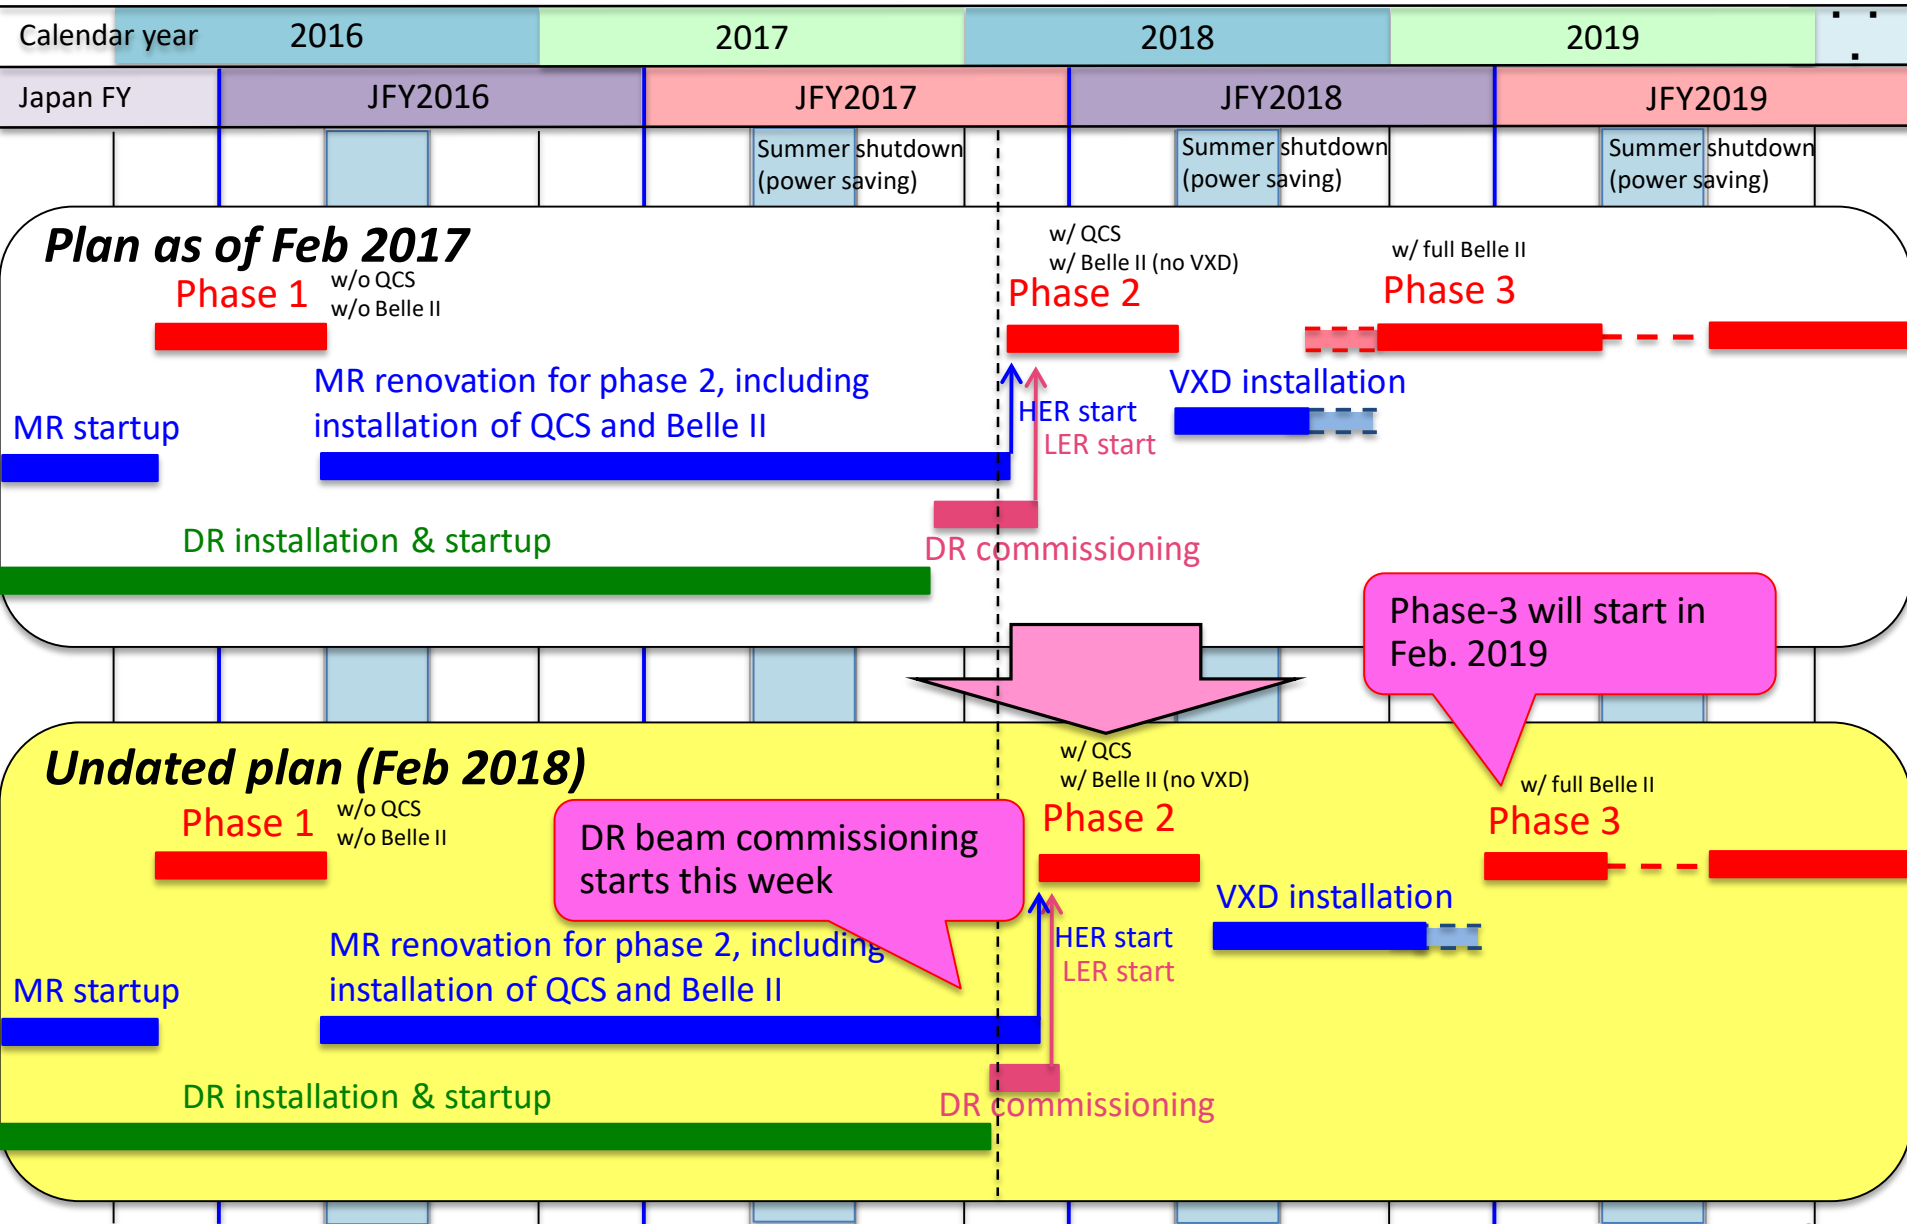 Calendar year 2016 2017 2018 2019 . . .
Japan FY JFY2016 JFY2017 JFY2018 JFY2019
Summer shutdown
(power saving)
Summer shutdown
(power saving)
Summer shutdown
(power saving)
Plan as of Feb 2017
Phase 1
w/o QCS
w/o Belle II
w/ QCS
w/ Belle II (no VXD)
Phase 2
w/ full Belle II
Phase 3
MR renovation for phase 2, including
installation of QCS and Belle II
MR startup
HER start
LER start
VXD installation
DR installation & startup
DR commissioning
Phase-3 will start in
Feb. 2019
Undated plan (Feb 2018)
Phase 1
w/o QCS
w/o Belle II
DR beam commissioning
starts this week
w/ QCS
w/ Belle II (no VXD)
Phase 2
w/ full Belle II
Phase 3
MR renovation for phase 2, including
installation of QCS and Belle II
MR startup
HER start
LER start
VXD installation
DR installation & startup
DR commissioning